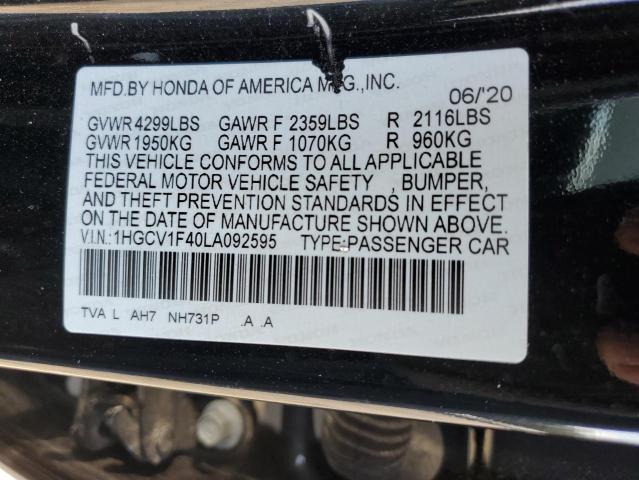 MFD.BY HONDA OF AMERICA MFG.,INC.
06/'20
GVWR 4299LBS GAWR F 2359LBS R 2116LBS
GVWR 1950KG GAWR F 1070KG R 960KG
THIS VEHICLE CONFORMS TO ALL APPLICABLE
FEDERAL MOTOR VEHICLE SAFETY , BUMPER,
AND THEFT PREVENTION STANDARDS IN EFFECT
ON THE DATE OF MANUFACTURE SHOWN ABOVE.
V.I.N.:1HGCV1F40LA092595 TYPE:PASSENGER CAR
TVA L AH7 NH731P .A .A